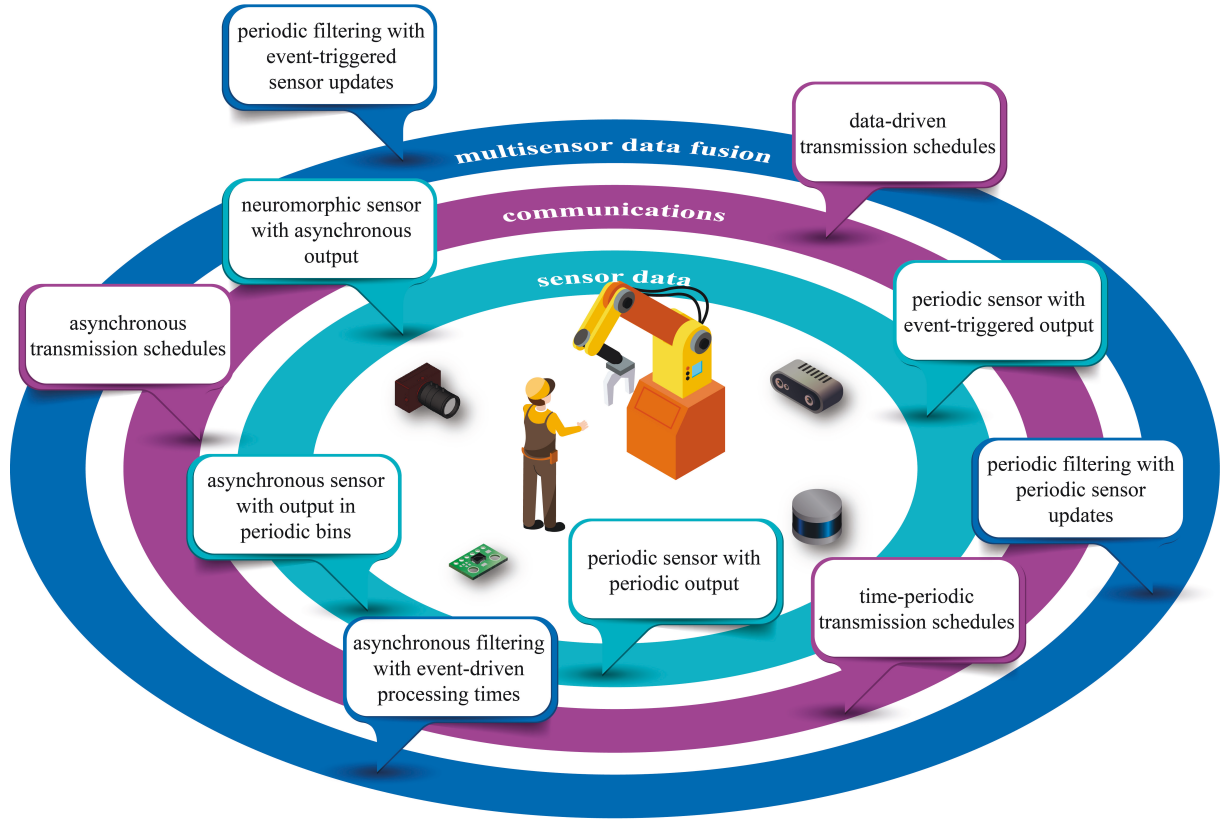 periodic filtering with
event-triggered
sensor updates
data-driven
transmission schedules
multisensor data fusion
neuromorphic sensor
with asynchronous
output
communications
sensor data
periodic sensor with
event-triggered output
asynchronous
transmission schedules
periodic filtering with
periodic sensor
updates
asynchronous sensor
with output in
periodic bins
periodic sensor with
periodic output
time-periodic
transmission schedules
asynchronous filtering
with event-driven
processing times